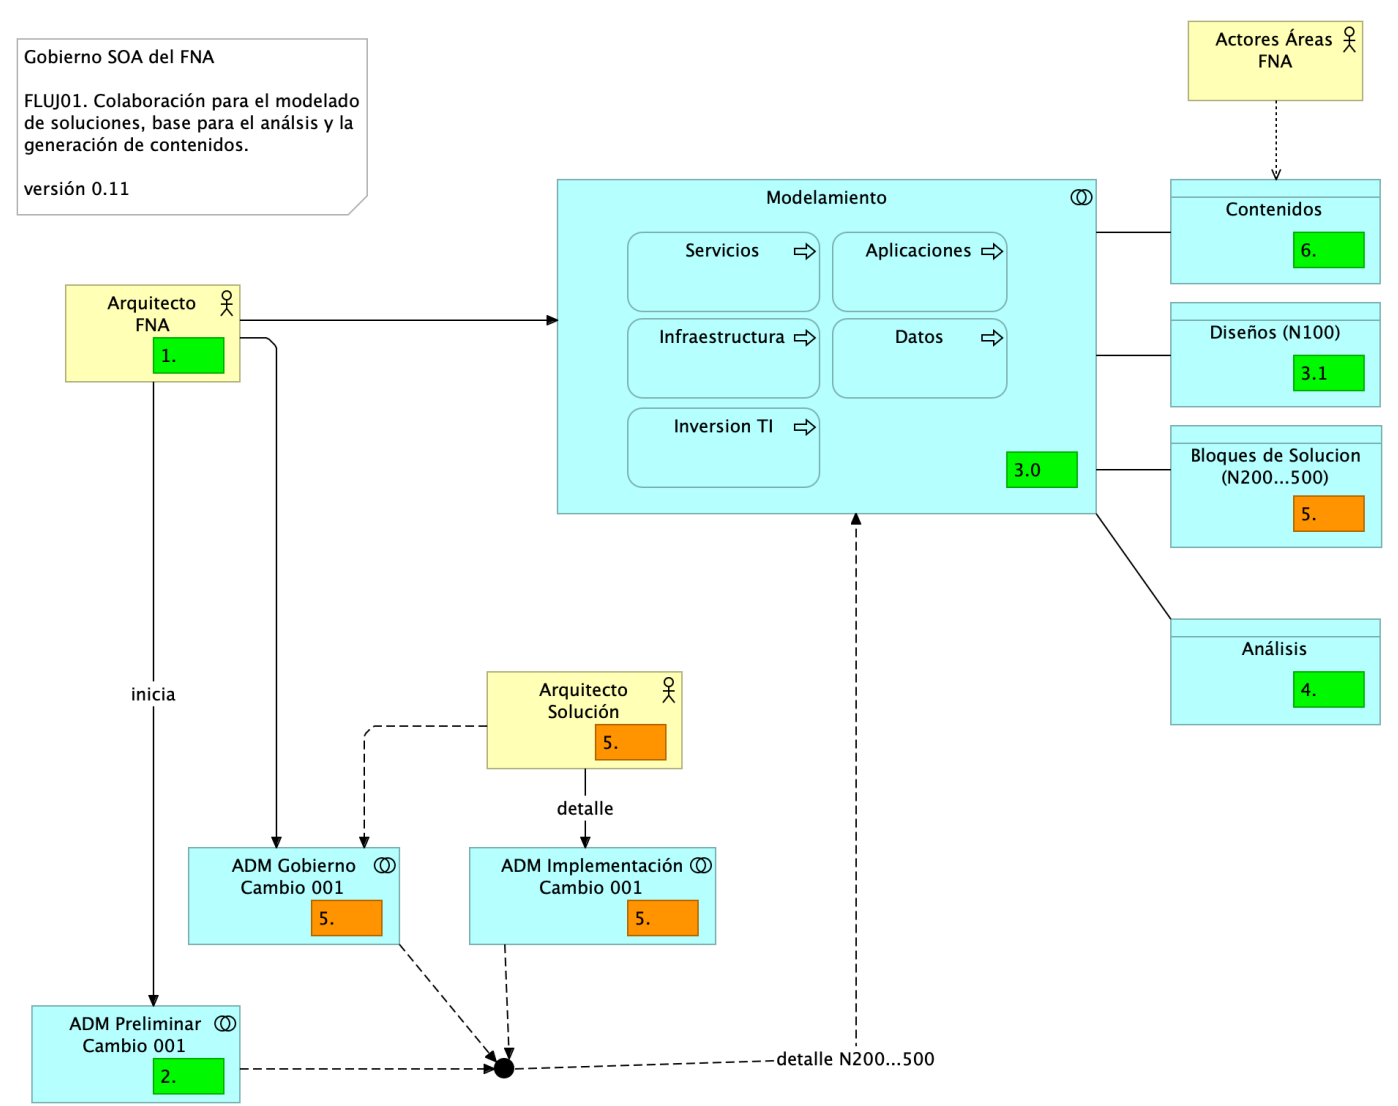 Gobierno SOA del FNA
FLUJ01. Colaboración para el modelado
de soluciones, base para el análsis y la
generación de contenidos.
versión 0.11
Actores Áreas
FNA
Modelamiento
Servicios
Aplicaciones
Infraestructura
Datos
Inversion TI
3.0
Contenidos
6.
Diseños (N100)
3.1
Bloques de Solucion
(N200...500)
5.
Análisis
4.
Arquitecto
FNA
1.
inicia
Arquitecto
Solución
5.
detalle
ADM Gobierno
Cambio 001
5.
ADM Implementación
Cambio 001
5.
ADM Preliminar
Cambio 001
2.
detalle N200...500